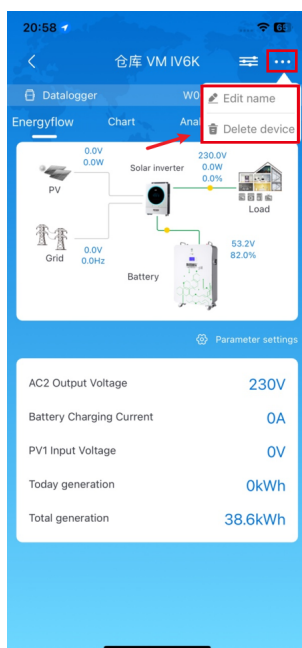 20:58
仓库 VM IV6K
Datalogger
W0
Edit name
Delete device
Energyflow
Chart
Anal
0.0V
0.0W
PV
Solar inverter
230.0V
0.0W
0.0%
Load
Grid
0.0V
0.0Hz
Battery
53.2V
82.0%
Parameter settings
AC2 Output Voltage 230V
Battery Charging Current 0A
PV1 Input Voltage 0V
Today generation 0kWh
Total generation 38.6kWh